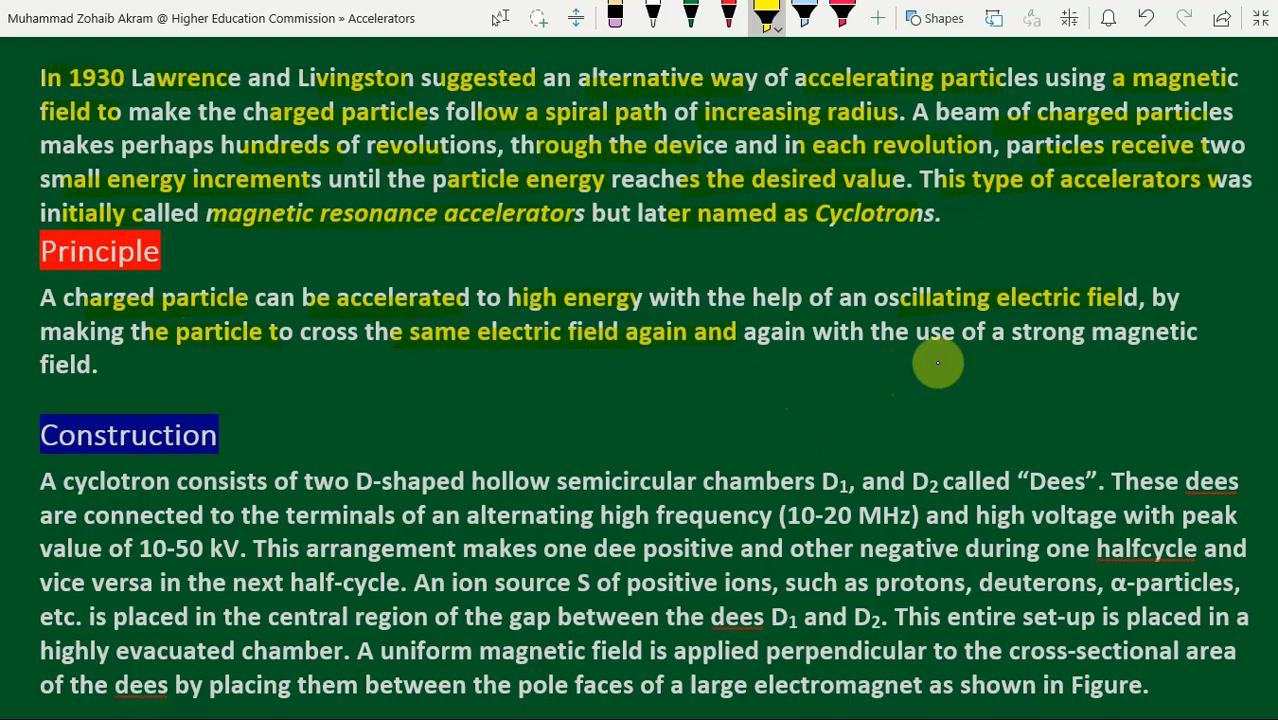 Muhammad Zohaib Akram @ Higher Education Commission » Accelerators
Shapes
In 1930 Lawrence and Livingston suggested an alternative way of accelerating particles using a magnetic
field to make the charged particles follow a spiral path of increasing radius. A beam of charged particles
makes perhaps hundreds of revolutions, through the device and in each revolution, particles receive two
small energy increments until the particle energy reaches the desired value. This type of accelerators was
initially called magnetic resonance accelerators but later named as Cyclotrons.
Principle
A charged particle can be accelerated to high energy with the help of an oscillating electric field, by
making the particle to cross the same electric field again and again with the use of a strong magnetic
field.
Construction
A cyclotron consists of two D-shaped hollow semicircular chambers D₁, and D₂ called “Dees”. These dees
are connected to the terminals of an alternating high frequency (10-20 MHz) and high voltage with peak
value of 10-50 kV. This arrangement makes one dee positive and other negative during one halfcycle and
vice versa in the next half-cycle. An ion source S of positive ions, such as protons, deuterons, α-particles,
etc. is placed in the central region of the gap between the dees D₁ and D₂. This entire set-up is placed in a
highly evacuated chamber. A uniform magnetic field is applied perpendicular to the cross-sectional area
of the dees by placing them between the pole faces of a large electromagnet as shown in Figure.